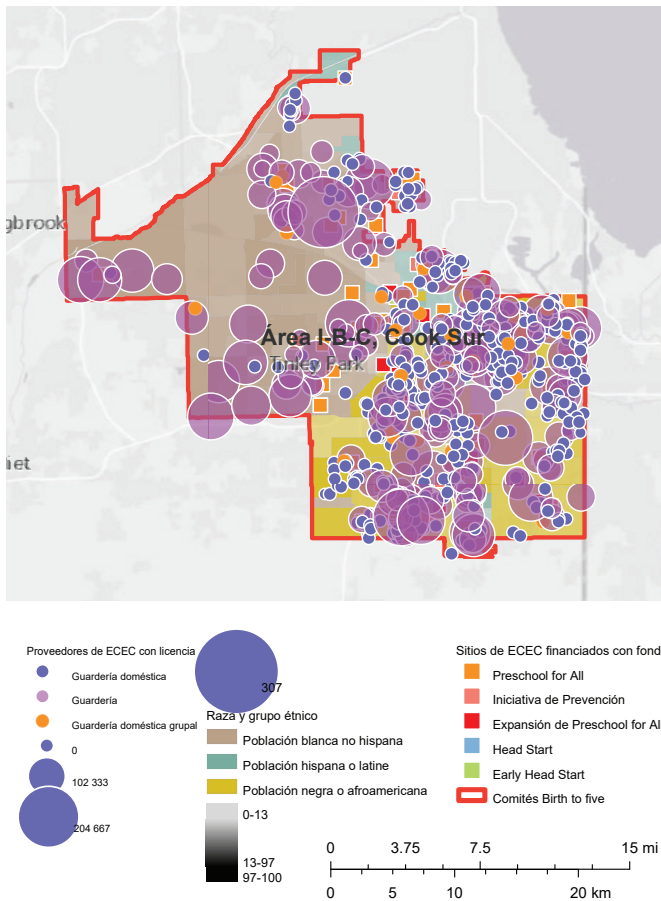 gbrook
Área I-B-C, Cook Sur
Tinley Park
et
Proveedores de ECEC con licencia
Guardería doméstica
Guardería
Guardería doméstica grupal
0
102 333
204 667
307
Raza y grupo étnico
Población blanca no hispana
Población hispana o latine
Población negra o afroamericana
0-13
13-97
97-100
Sitios de ECEC financiados con fond
Preschool for All
Iniciativa de Prevención
Expansión de Preschool for Al
Head Start
Early Head Start
Comités Birth to five
0 3.75 7.5 15 mi
0 5 10 20 km